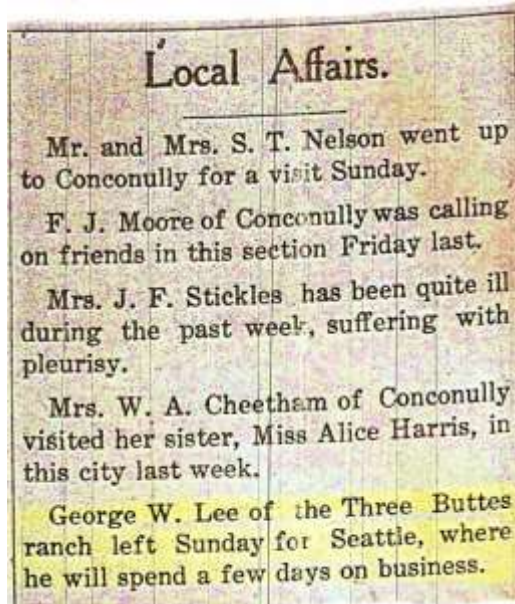 Local Affairs.
Mr. and Mrs. S. T. Nelson went up
to Conconully for a visit Sunday.
F. J. Moore of Conconully was calling
on friends in this section Friday last.
Mrs. J. F. Stickles has been quite ill
during the past week, suffering with
pleurisy.
Mrs. W. A. Cheetham of Conconully
visited her sister, Miss Alice Harris, in
this city last week.
George W. Lee of the Three Buttes
ranch left Sunday for Seattle, where
he will spend a few days on business.